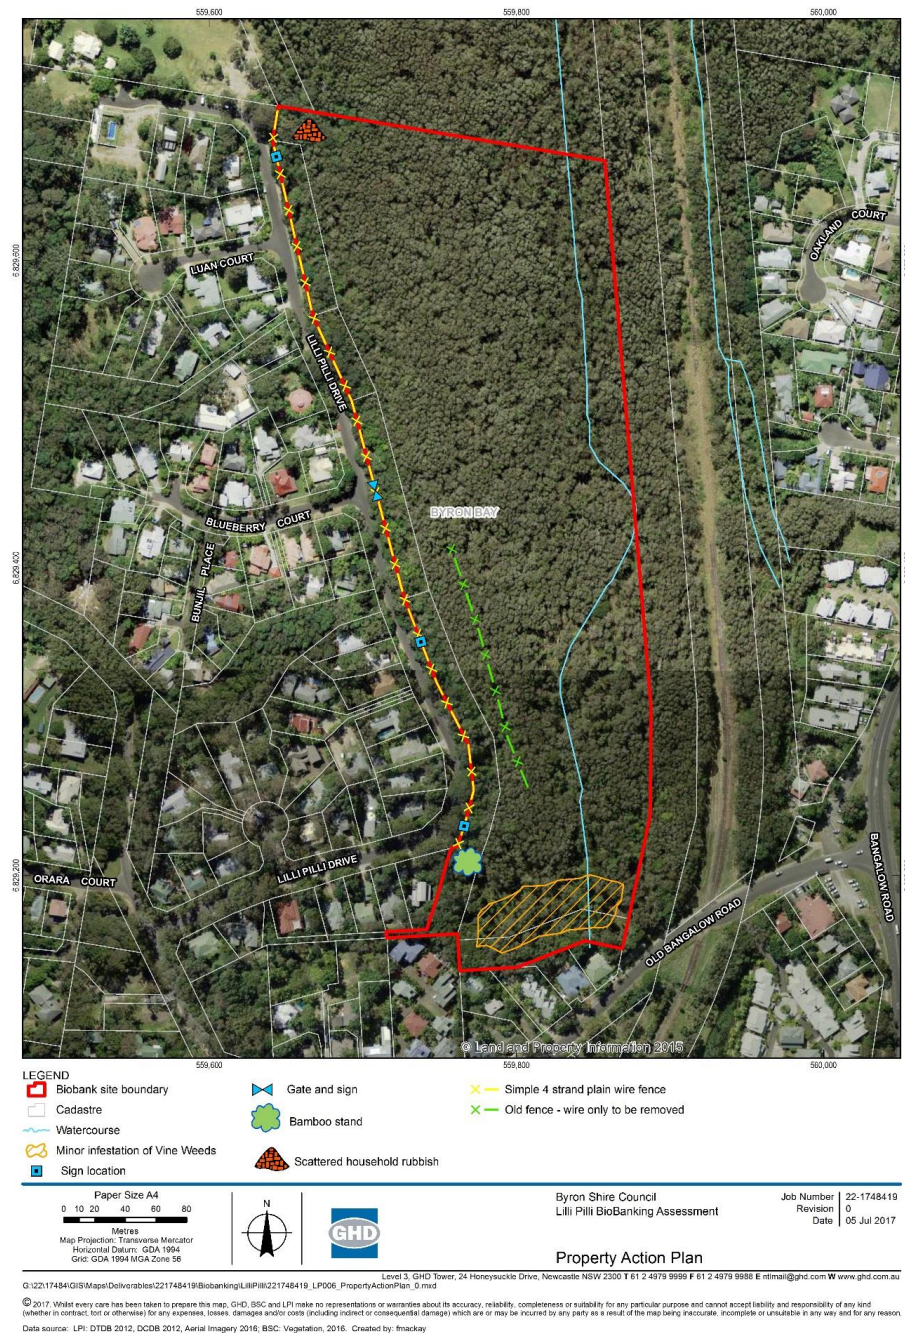 559,600 559,800 560,000
6,829,600
6,829,400
6,829,200
OAKLAND COURT
LUAN COURT
LILLI PILLI DRIVE
BYRON BAY
BLUEBERRY COURT
BUNJIL PLACE
BANGALOW ROAD
LILLI PILLI DRIVE
ORARA COURT
OLD BANGALOW ROAD
© Land and Property Information 2015
559,600 559,800 560,000
LEGEND
Biobank site boundary
Cadastre
Watercourse
Minor infestation of Vine Weeds
Sign location
Gate and sign
Bamboo stand
Scattered household rubbish
Simple 4 strand plain wire fence
Old fence - wire only to be removed
Paper Size A4
0 10 20 40 60 80
Metres
Map Projection: Transverse Mercator
Horizontal Datum: GDA 1994
Grid: GDA 1994 MGA Zone 56
N
GHD
Byron Shire Council
Lilli Pilli BioBanking Assessment
Property Action Plan
Job Number 22-1748419
Revision 0
Date 05 Jul 2017
Level 3, GHD Tower, 24 Honeysuckle Drive, Newcastle NSW 2300 T 61 2 4979 9999 F 61 2 4979 9988 E ntlmail@ghd.com W www.ghd.com.au
G:\22\17484\GIS\Maps\Deliverables\221748419\Biobanking\LilliPilli\221748419_LP006_PropertyActionPlan_0.mxd
© 2017. Whilst every care has been taken to prepare this map, GHD, BSC and LPI make no representations or warranties about its accuracy, reliability, completeness or suitability for any particular purpose and cannot accept liability and responsibility of any kind
(whether in contract, tort or otherwise) for any expenses, losses, damages and/or costs (including indirect or consequential damage) which are or may be incurred by any party as a result of the map being inaccurate, incomplete or unsuitable in any way and for any reason.
Data source: LPI: DTDB 2012, DCDB 2012, Aerial Imagery 2016; BSC: Vegetation, 2016. Created by: fmackay